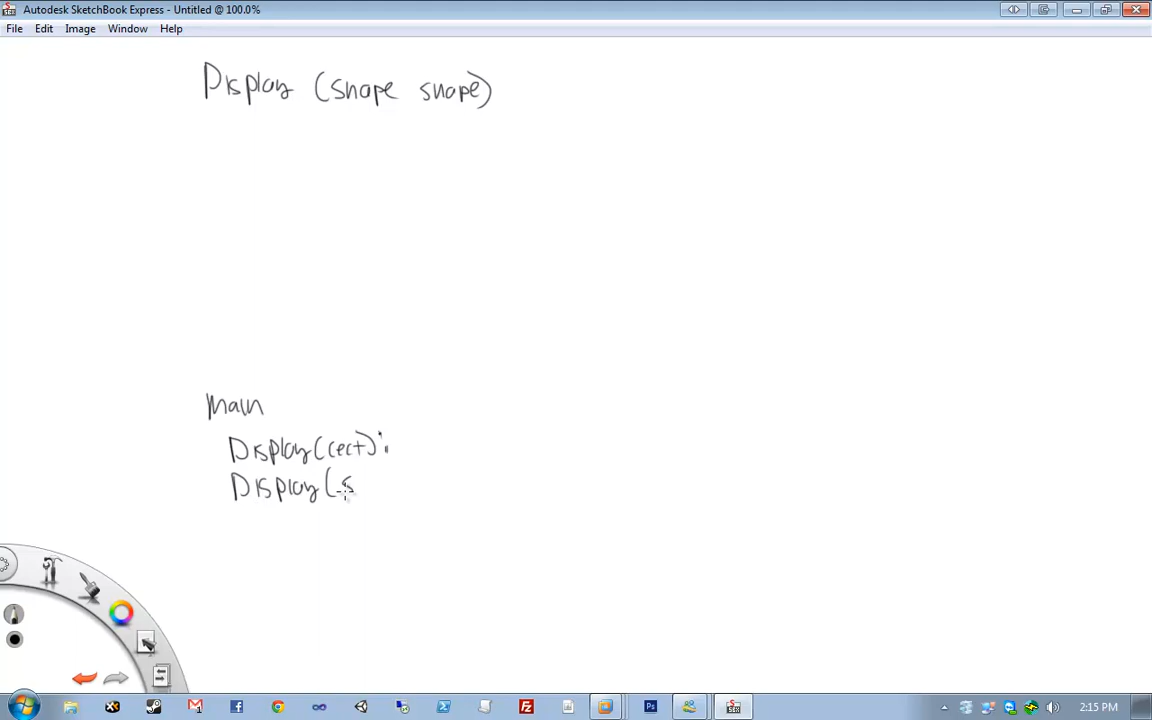 Autodesk SketchBook Express - Untitled @ 100.0%
File Edit Image Window Help
Display (shape shape)
main
Display(rect);
Display(s
2:15 PM